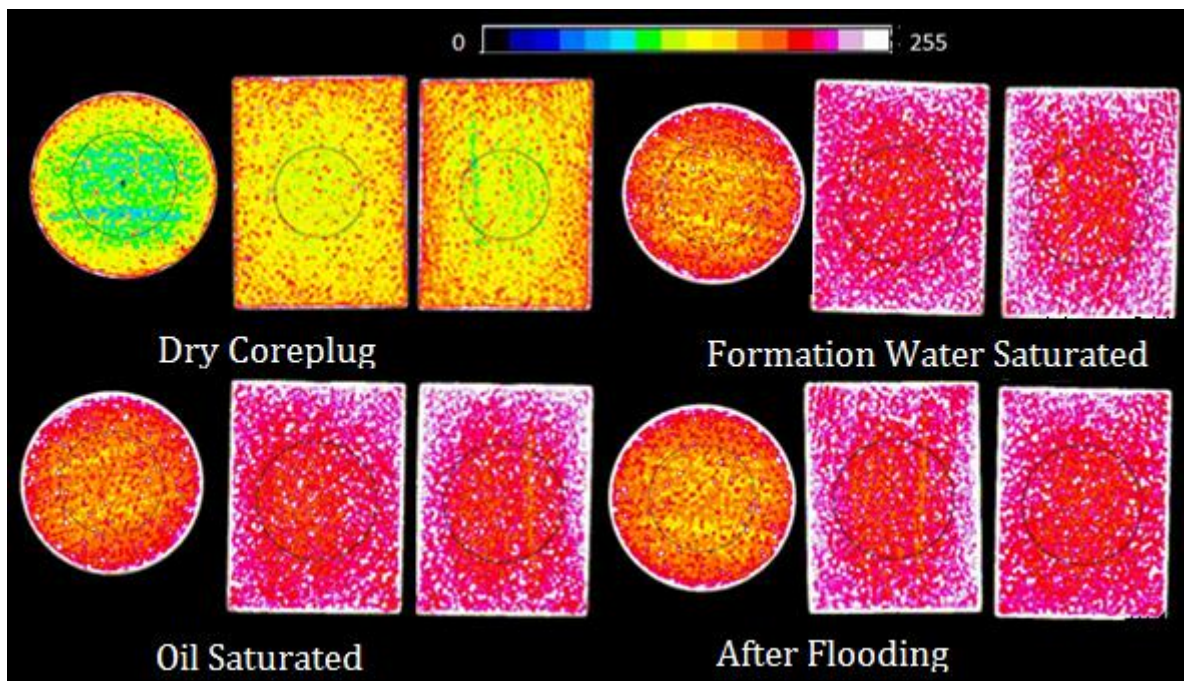 0 255
Dry Coreplug
Formation Water Saturated
Oil Saturated
After Flooding